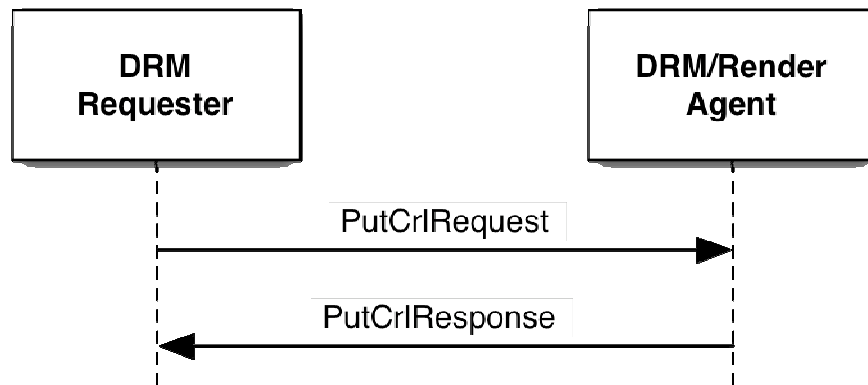 DRM
Requester
DRM/Render
Agent
PutCrlRequest
PutCrlResponse